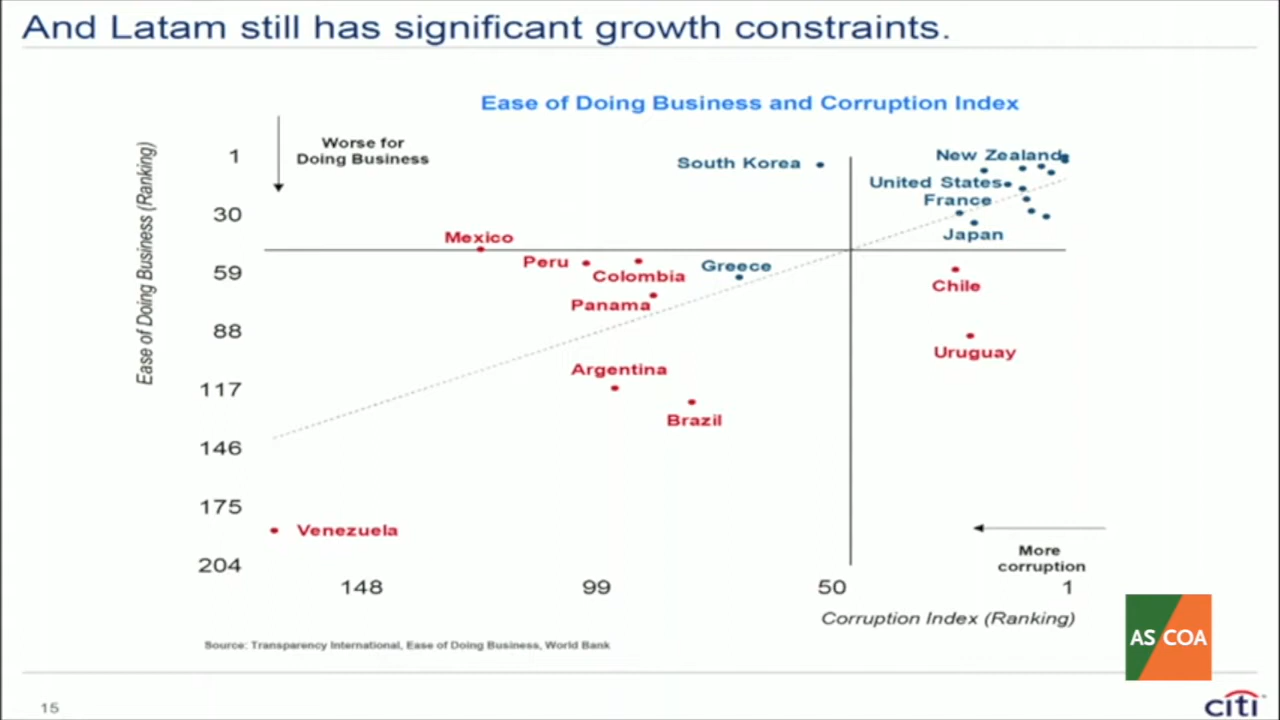 And Latam still has significant growth constraints.
Ease of Doing Business and Corruption Index
Ease of Doing Business (Ranking)
Worse for
Doing Business
1
30
59
88
117
146
175
204
South Korea
New Zealand
United States
France
Japan
Mexico
Peru
Colombia
Greece
Panama
Chile
Uruguay
Argentina
Brazil
Venezuela
More
corruption
148
99
50
1
Corruption Index (Ranking)
Source: Transparency International, Ease of Doing Business, World Bank
AS COA
15
citi